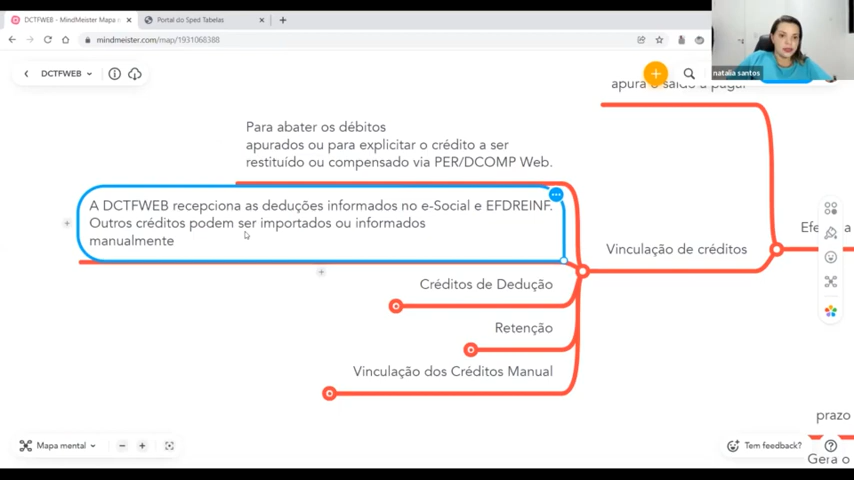 DCTFWEB - MindMeister Mapa m
Portal do Sped Tabelas
mindmeister.com/map/1931068388
natalia santos
DCTFWEB
apura o saldo a pagar
Para abater os débitos
apurados ou para explicitar o crédito a ser
restituído ou compensado via PER/DCOMP Web.
A DCTFWEB recepciona as deduções informados no e-Social e EFDREINF.
Outros créditos podem ser importados ou informados
manualmente
Vinculação de créditos
Créditos de Dedução
Retenção
Vinculação dos Créditos Manual
prazo
Mapa mental
Tem feedback?
Gera o